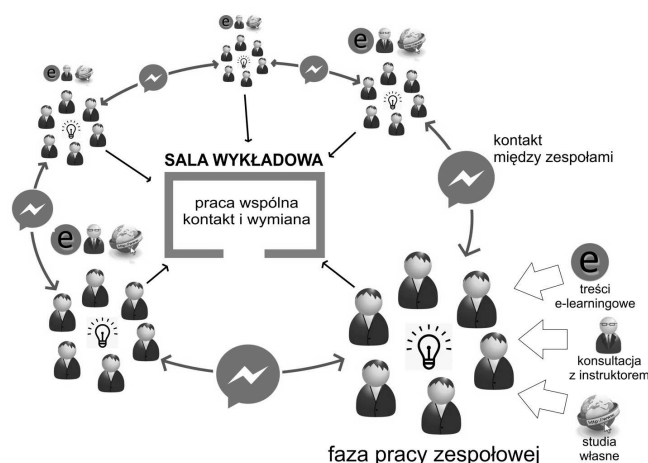 SALA WYKŁADOWA
praca wspólna
kontakt i wymiana
kontakt
między zespołami
e
e
e
e
e
treści
e-learningowe
konsultacja
z instruktorem
studia
własne
faza pracy zespołowej